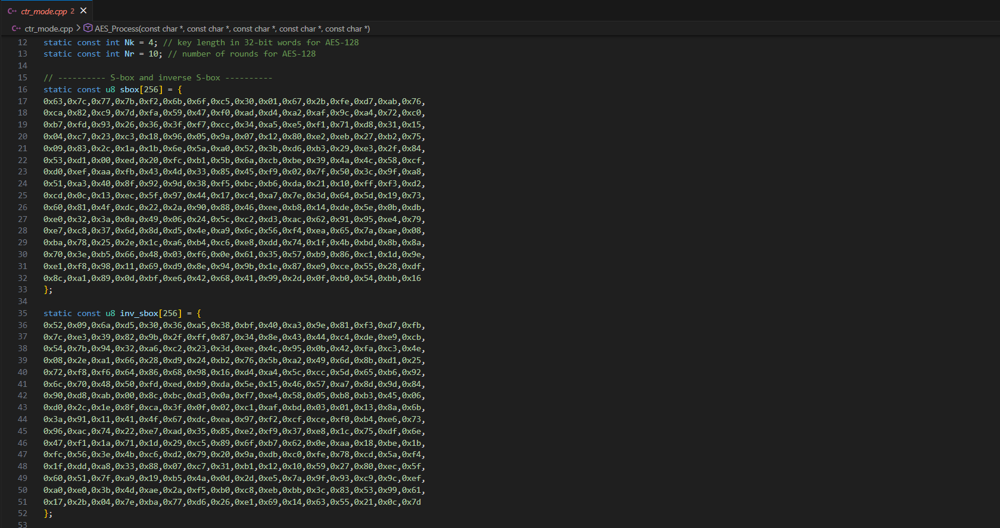 ctr_mode.cpp 2
ctr_mode.cpp > AES_Process(const char *, const char *, const char *, const char *, const char *)
12 static const int Nk = 4; // key length in 32-bit words for AES-128
13 static const int Nr = 10; // number of rounds for AES-128
14
15 // ---------- S-box and inverse S-box ----------
16 static const u8 sbox[256] = {
17 0x63,0x7c,0x77,0x7b,0xf2,0x6b,0x6f,0xc5,0x30,0x01,0x67,0x2b,0xfe,0xd7,0xab,0x76,
18 0xca,0x82,0xc9,0x7d,0xfa,0x59,0x47,0xf0,0xad,0xd4,0xa2,0xaf,0x9c,0xa4,0x72,0xc0,
19 0xb7,0xfd,0x93,0x26,0x36,0x3f,0xf7,0xcc,0x34,0xa5,0xe5,0xf1,0x71,0xd8,0x31,0x15,
20 0x04,0xc7,0x23,0xc3,0x18,0x96,0x05,0x9a,0x07,0x12,0x80,0xe2,0xeb,0x27,0xb2,0x75,
21 0x09,0x83,0x2c,0x1a,0x1b,0x6e,0x5a,0xa0,0x52,0x3b,0xd6,0xb3,0x29,0xe3,0x2f,0x84,
22 0x53,0xd1,0x00,0xed,0x20,0xfc,0xb1,0x5b,0x6a,0xcb,0xbe,0x39,0x4a,0x4c,0x58,0xcf,
23 0xd0,0xef,0xaa,0xfb,0x43,0x4d,0x33,0x85,0x45,0xf9,0x02,0x7f,0x50,0x3c,0x9f,0xa8,
24 0x51,0xa3,0x40,0x8f,0x92,0x9d,0x38,0xf5,0xbc,0xb6,0xda,0x21,0x10,0xff,0xf3,0xd2,
25 0xcd,0x0c,0x13,0xec,0x5f,0x97,0x44,0x17,0xc4,0xa7,0x7e,0x3d,0x64,0x5d,0x19,0x73,
26 0x60,0x81,0x4f,0xdc,0x22,0x2a,0x90,0x88,0x46,0xee,0xb8,0x14,0xde,0x5e,0x0b,0xdb,
27 0xe0,0x32,0x3a,0x0a,0x49,0x06,0x24,0x5c,0xc2,0xd3,0xac,0x62,0x91,0x95,0xe4,0x79,
28 0xe7,0xc8,0x37,0x6d,0x8d,0xd5,0x4e,0xa9,0x6c,0x56,0xf4,0xea,0x65,0x7a,0xae,0x08,
29 0xba,0x78,0x25,0x2e,0x1c,0xa6,0xb4,0xc6,0xe8,0xdd,0x74,0x1f,0x4b,0xbd,0x8b,0x8a,
30 0x70,0x3e,0xb5,0x66,0x48,0x03,0xf6,0x0e,0x61,0x35,0x57,0xb9,0x86,0xc1,0x1d,0x9e,
31 0xe1,0xf8,0x98,0x11,0x69,0xd9,0x8e,0x94,0x9b,0x1e,0x87,0xe9,0xce,0x55,0x28,0xdf,
32 0x8c,0xa1,0x89,0x0d,0xbf,0xe6,0x42,0x68,0x41,0x99,0x2d,0x0f,0xb0,0x54,0xbb,0x16
33 };
34
35 static const u8 inv_sbox[256] = {
36 0x52,0x09,0x6a,0xd5,0x30,0x36,0xa5,0x38,0xbf,0x40,0xa3,0x9e,0x81,0xf3,0xd7,0xfb,
37 0x7c,0xe3,0x39,0x82,0x9b,0x2f,0xff,0x87,0x34,0x8e,0x43,0x44,0xc4,0xde,0xe9,0xcb,
38 0x54,0x7b,0x94,0x32,0xa6,0xc2,0x23,0x3d,0xee,0x4c,0x95,0x0b,0x42,0xfa,0xc3,0x4e,
39 0x08,0x2e,0xa1,0x66,0x28,0xd9,0x24,0xb2,0x76,0x5b,0xa2,0x49,0x6d,0x8b,0xd1,0x25,
40 0x72,0xf8,0xf6,0x64,0x86,0x68,0x98,0x16,0xd4,0xa4,0x5c,0xcc,0x5d,0x65,0xb6,0x92,
41 0x6c,0x70,0x48,0x50,0xfd,0xed,0xb9,0xda,0x5e,0x15,0x46,0x57,0xa7,0x8d,0x9d,0x84,
42 0x90,0xd8,0xab,0x00,0x8c,0xbc,0xd3,0x0a,0xf7,0xe4,0x58,0x05,0xb8,0xb3,0x45,0x06,
43 0xd0,0x2c,0x1e,0x8f,0xca,0x3f,0x0f,0x02,0xc1,0xaf,0xbd,0x03,0x01,0x13,0x8a,0x6b,
44 0x3a,0x91,0x11,0x41,0x4f,0x67,0xdc,0xea,0x97,0xf2,0xcf,0xce,0xf0,0xb4,0xe6,0x73,
45 0x96,0xac,0x74,0x22,0xe7,0xad,0x35,0x85,0xe2,0xf9,0x37,0xe8,0x1c,0x75,0xdf,0x6e,
46 0x47,0xf1,0x1a,0x71,0x1d,0x29,0xc5,0x89,0x6f,0xb7,0x62,0x0e,0xaa,0x18,0xbe,0x1b,
47 0xfc,0x56,0x3e,0x4b,0xc6,0xd2,0x79,0x20,0x9a,0xdb,0xc0,0xfe,0x78,0xcd,0x5a,0xf4,
48 0x1f,0xdd,0xa8,0x33,0x88,0x07,0xc7,0x31,0xb1,0x12,0x10,0x59,0x27,0x80,0xec,0x5f,
49 0x60,0x51,0x7f,0xa9,0x19,0xb5,0x4a,0x0d,0x2d,0xe5,0x7a,0x9f,0x93,0xc9,0x9c,0xef,
50 0xa0,0xe0,0x3b,0x4d,0xae,0x2a,0xf5,0xb0,0xc8,0xeb,0xbb,0x3c,0x83,0x53,0x99,0x61,
51 0x17,0x2b,0x04,0x7e,0xba,0x77,0xd6,0x26,0xe1,0x69,0x14,0x63,0x55,0x21,0x0c,0x7d
52 };
53